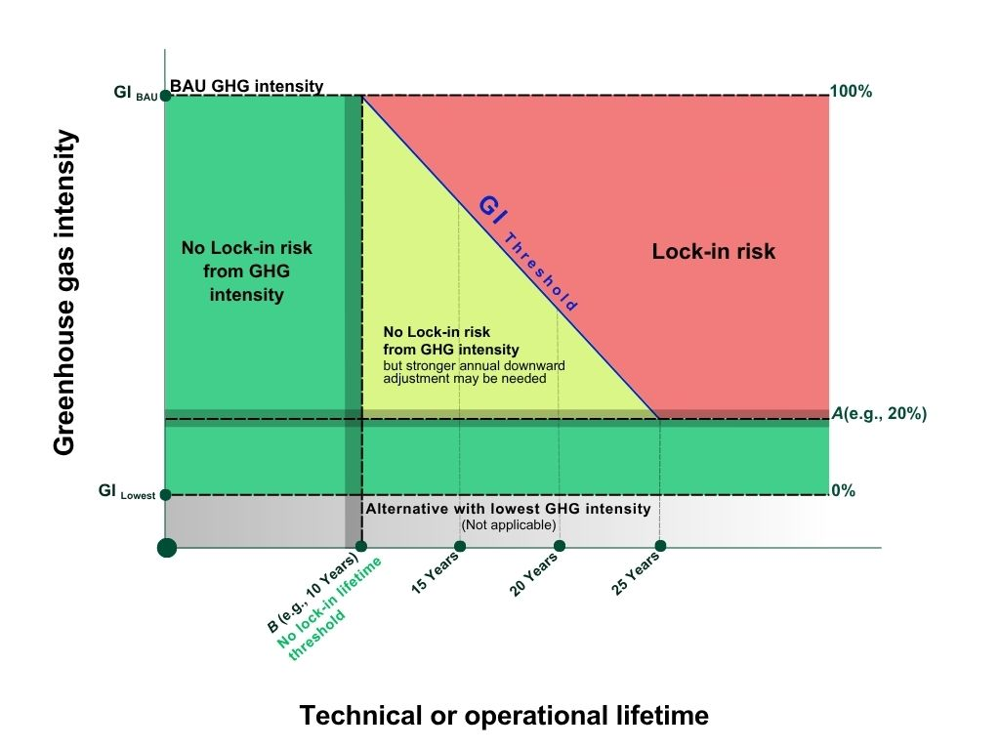 BAU GHG intensity
GI BAU
100%
Greenhouse gas intensity
GI Threshold
No Lock-in risk
from GHG
intensity
Lock-in risk
No Lock-in risk
from GHG intensity
but stronger annual downward
adjustment may be needed
A(e.g., 20%)
GI Lowest
0%
Alternative with lowest GHG intensity
(Not applicable)
B (e.g., 10 Years)
No lock-in lifetime
threshold
15 Years
20 Years
25 Years
Technical or operational lifetime